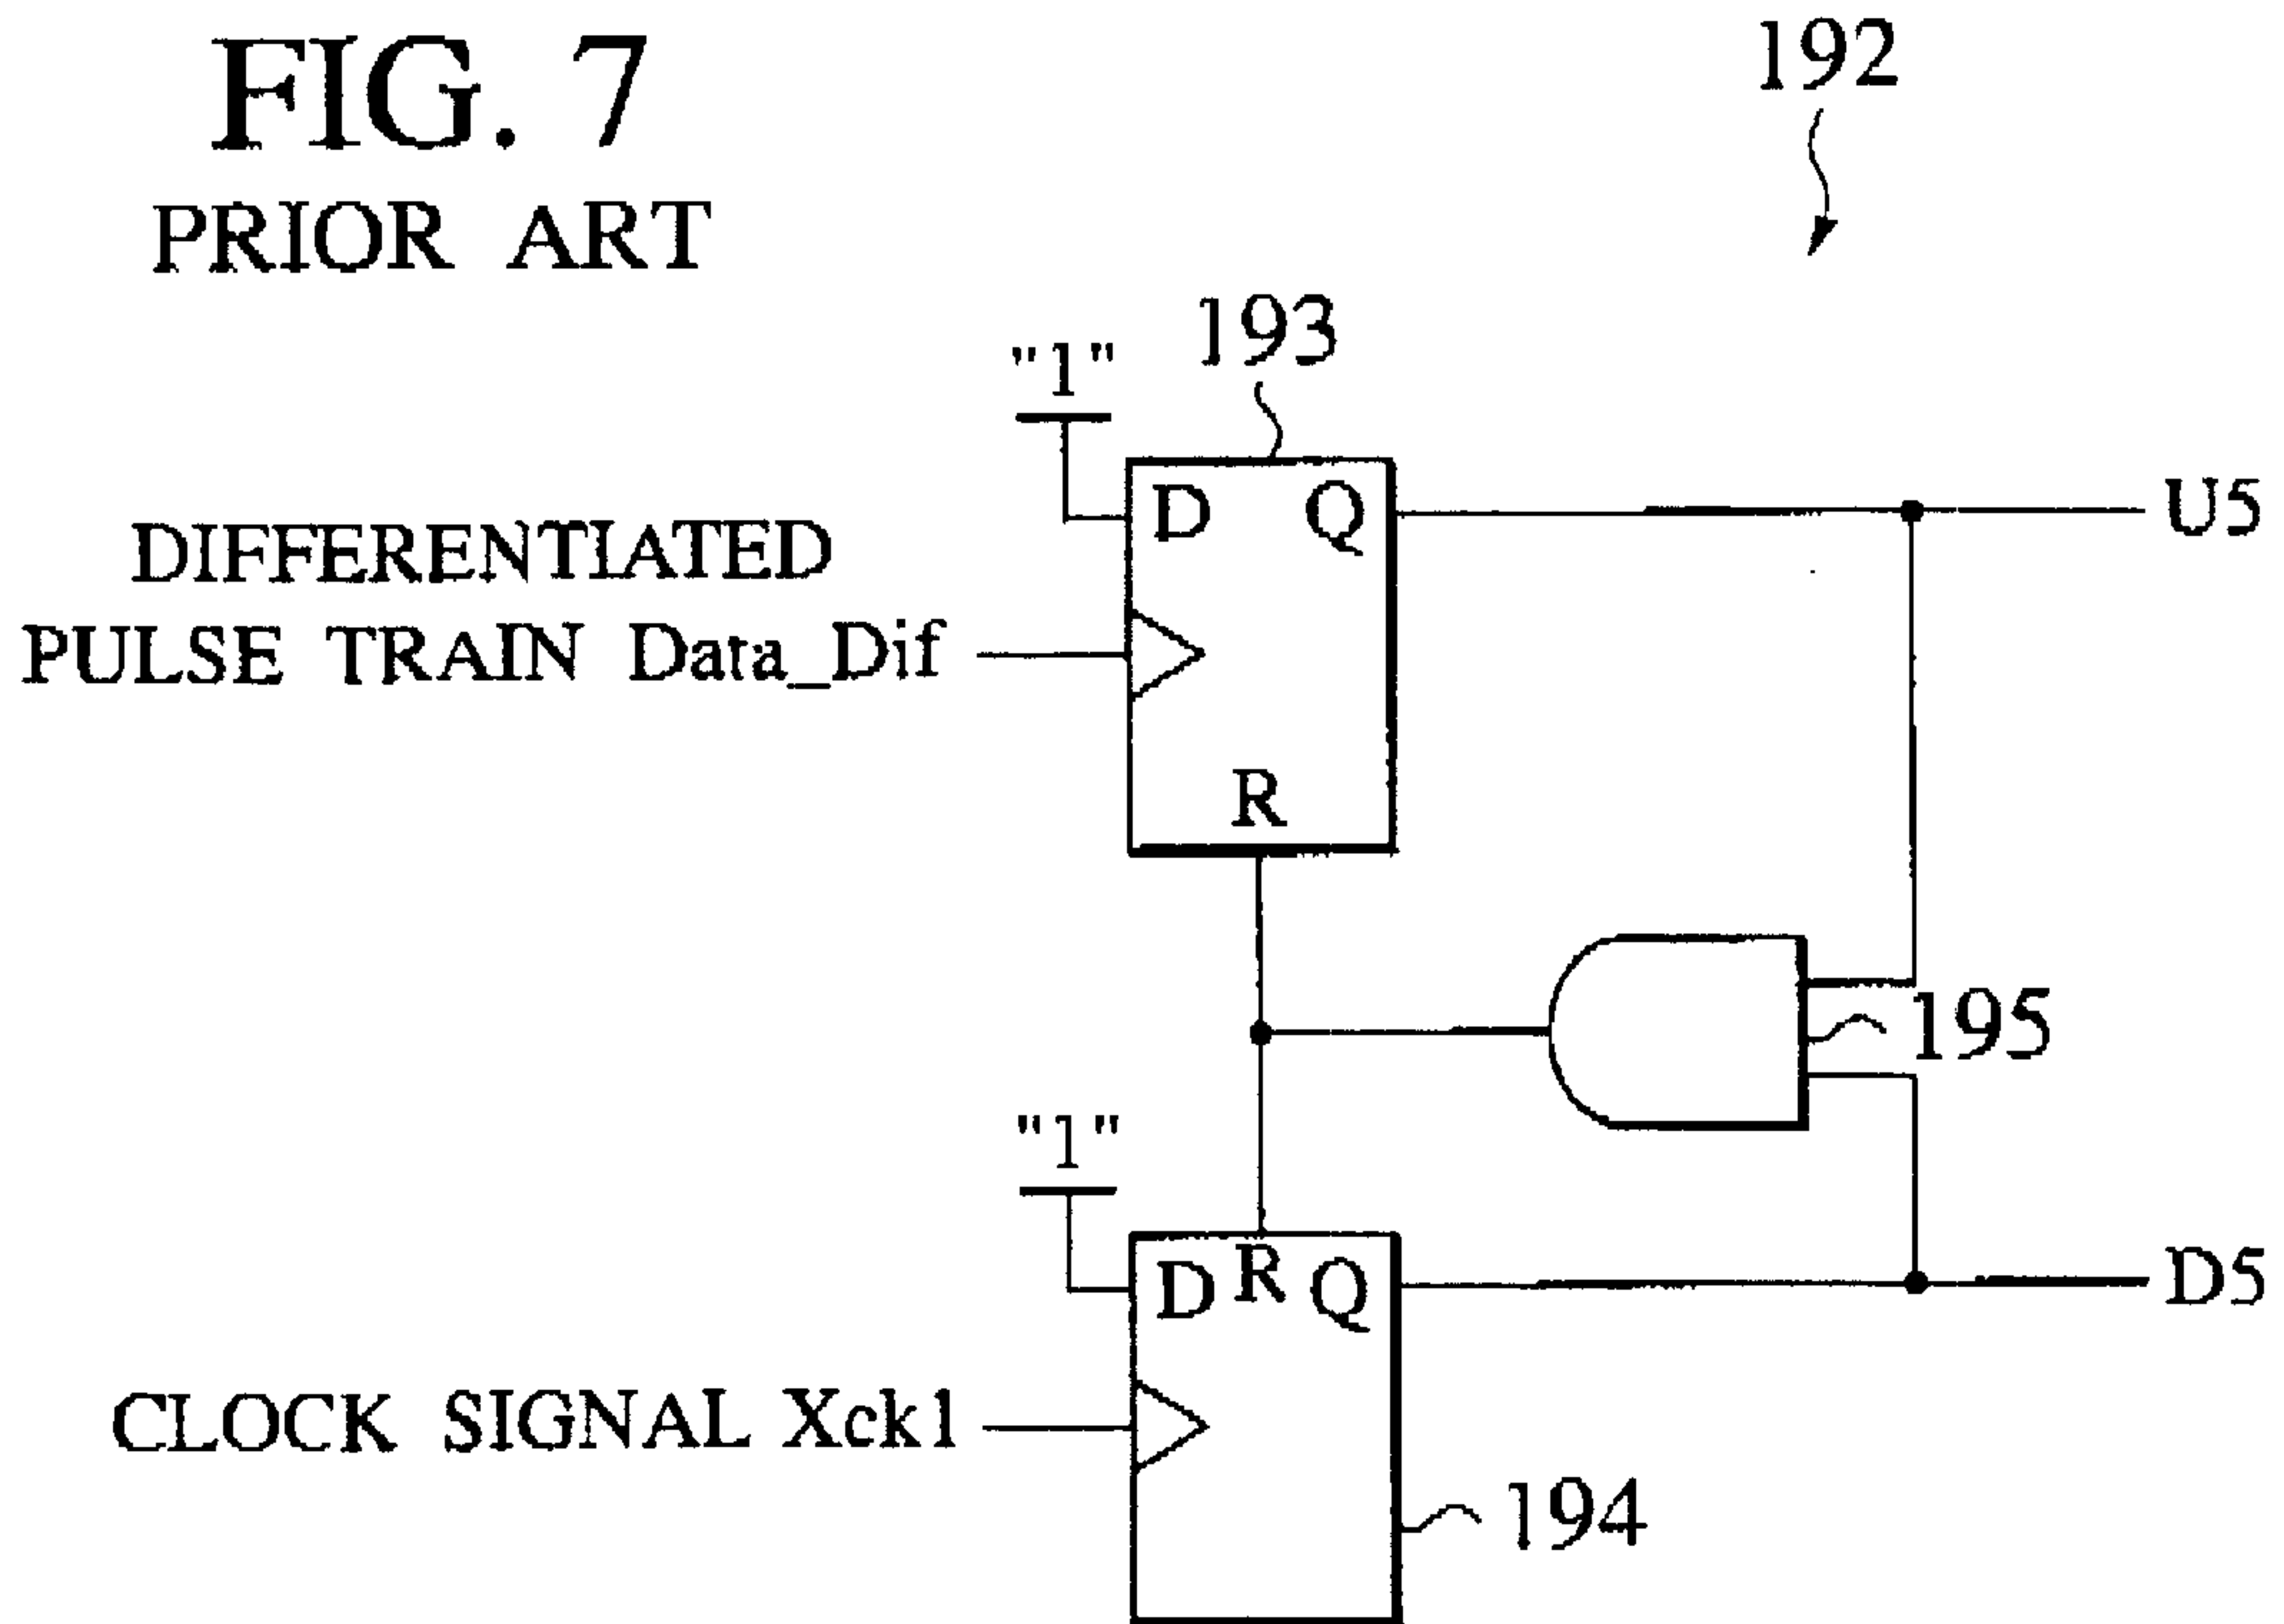 FIG. 7
PRIOR ART
192
193
"1"
D Q
U5
DIFFERENTIATED
PULSE TRAIN Data_Dif
R
195
"1"
D R Q
D5
CLOCK SIGNAL Xck1
194